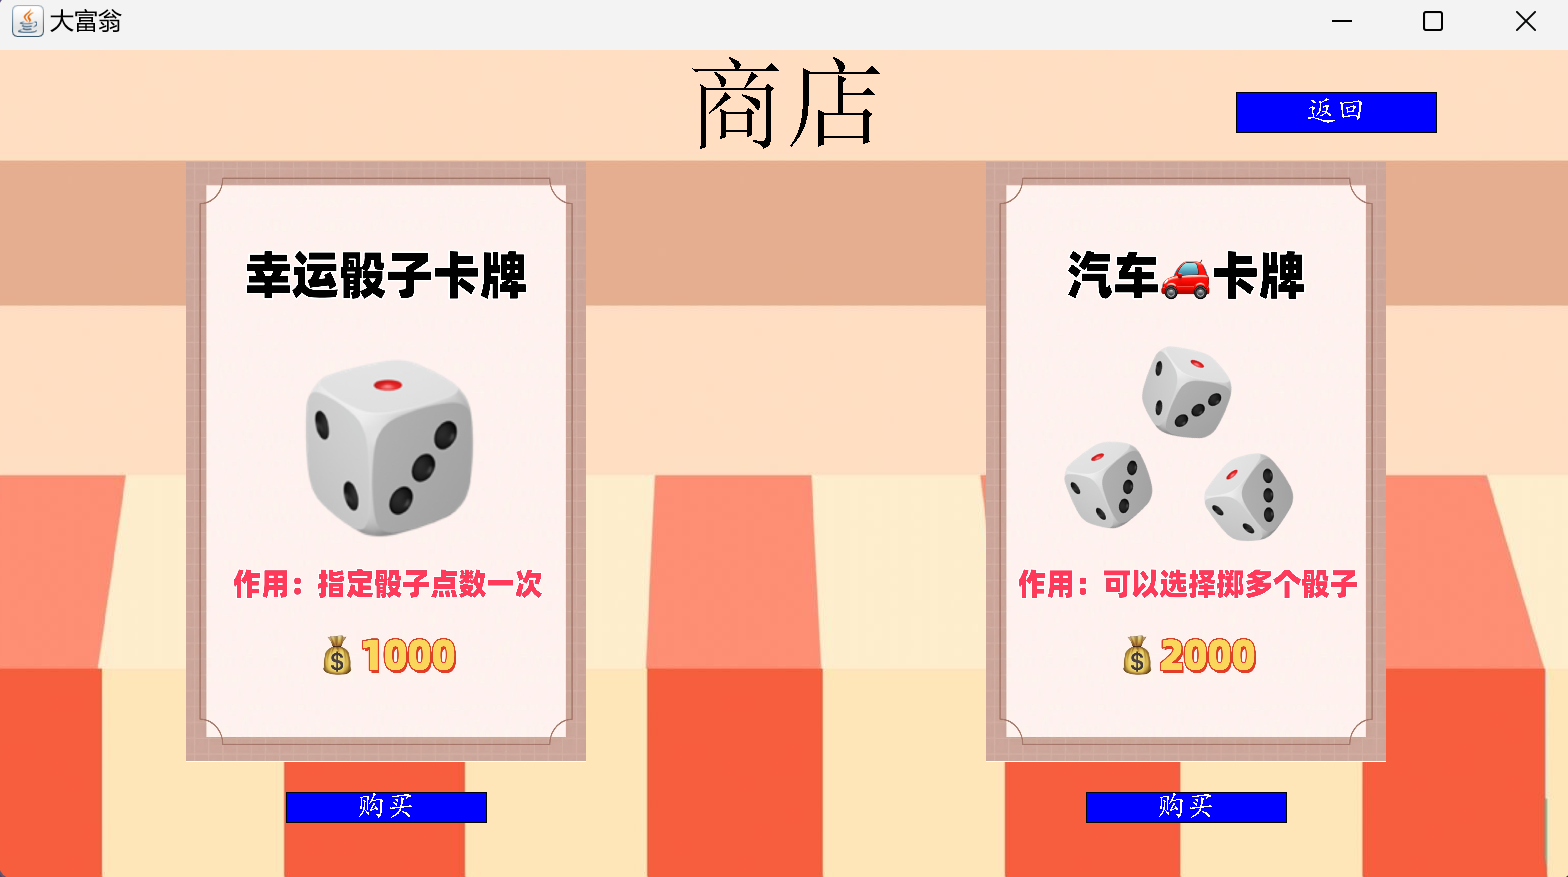 大富翁
商店
返回
幸运骰子卡牌
作用：指定骰子点数一次
$ 1000
购买
汽车🚗卡牌
作用：可以选择掷多个骰子
$ 2000
购买